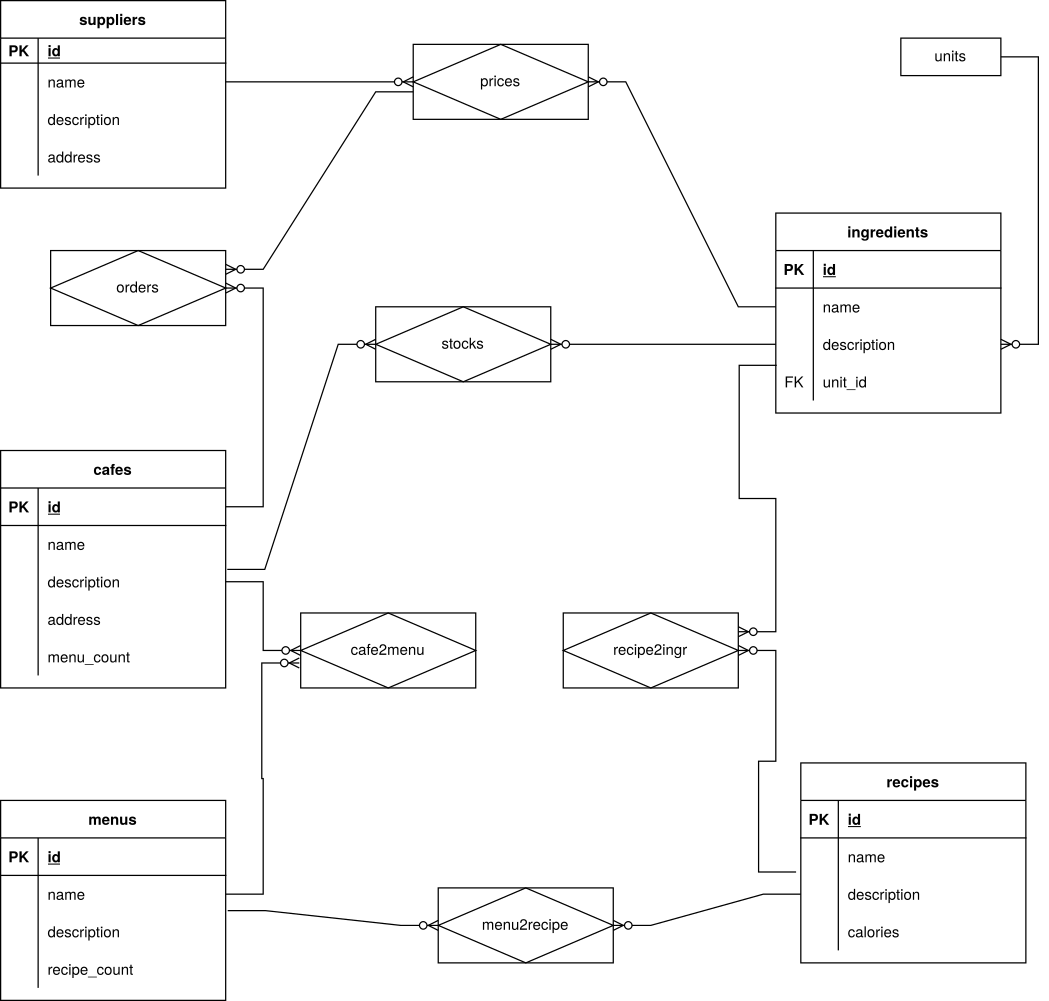 suppliers
PK id
name
description
address
prices
units
orders
stocks
ingredients
PK id
name
description
FK unit_id
cafes
PK id
name
description
address
menu_count
cafe2menu
recipe2ingr
menus
PK id
name
description
recipe_count
menu2recipe
recipes
PK id
name
description
calories